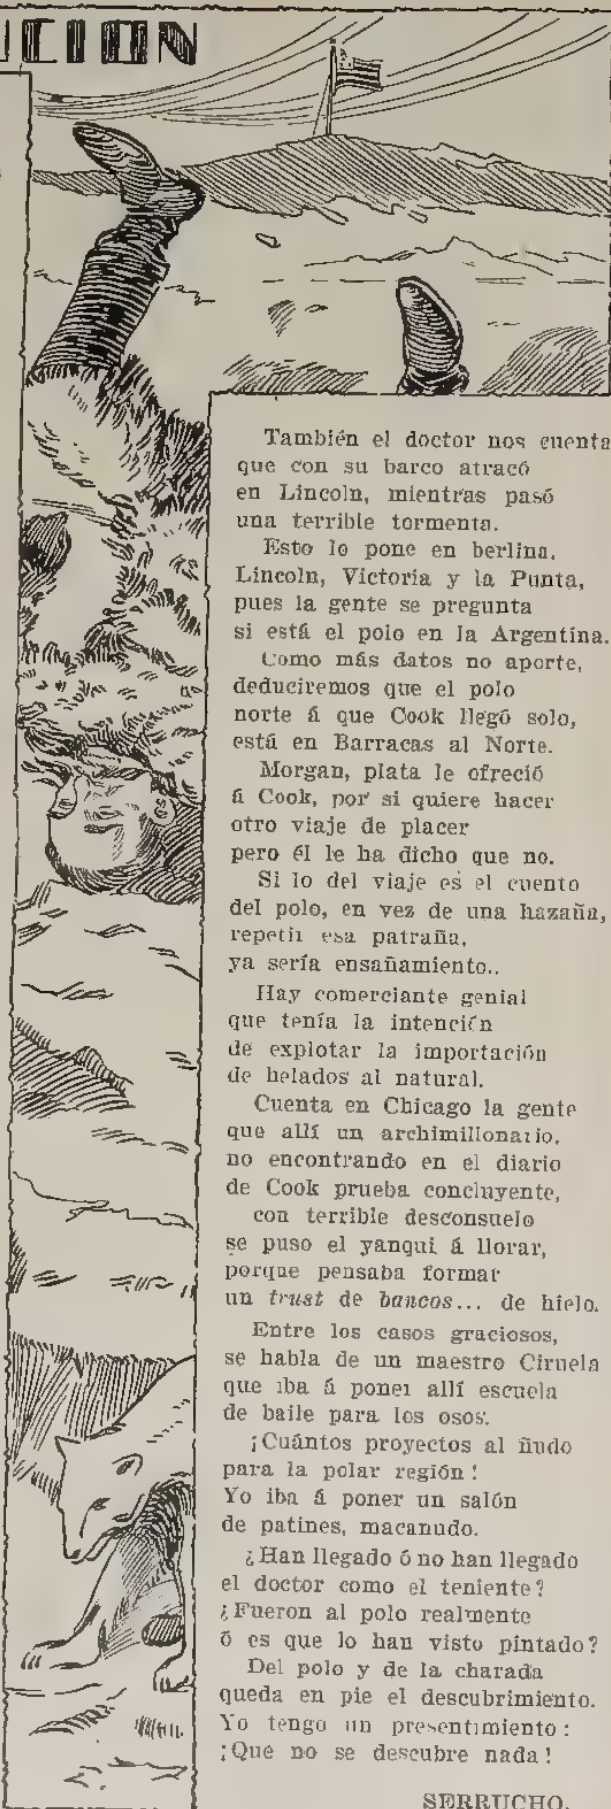 UCION
También el doctor nos cuenta
que con su barco atracó
en Lincoln, mientras pasó
una terrible tormenta.
Esto lo pone en berlina.
Lincoln, Victoria y la Punta,
pues la gente se pregunta
si está el polo en la Argentina.
Como más datos no aporte,
deduciremos que el polo
norte á que Cook llegó solo,
está en Barracas al Norte.
Morgan, plata le ofreció
á Cook, por si quiere hacer
otro viaje de placer
pero él le ha dicho que no.
Si lo del viaje es el cuento
del polo, en vez de una hazaña,
repetir esa patraña,
ya sería ensañamiento..
Hay comerciante genial
que tenía la intención
de explotar la importación
de helados al natural.
Cuenta en Chicago la gente
que allí un archimillonario,
no encontrando en el diario
de Cook prueba concluyente,
con terrible desconsuelo
se puso el yanqui á llorar,
porque pensaba formar
un trust de bancos... de hielo.
Entre los casos graciosos,
se habla de un maestro Ciruela
que iba á poner allí escuela
de baile para los osos.
¡Cuántos proyectos al ñudo
para la polar región!
Yo iba á poner un salón
de patines, macanudo.
¿Han llegado ó no han llegado
el doctor como el teniente?
¿Fueron al polo realmente
ó es que lo han visto pintado?
Del polo y de la charada
queda en pie el descubrimiento.
Yo tengo un presentimiento:
¡Que no se descubre nada!
SERRUCHO.